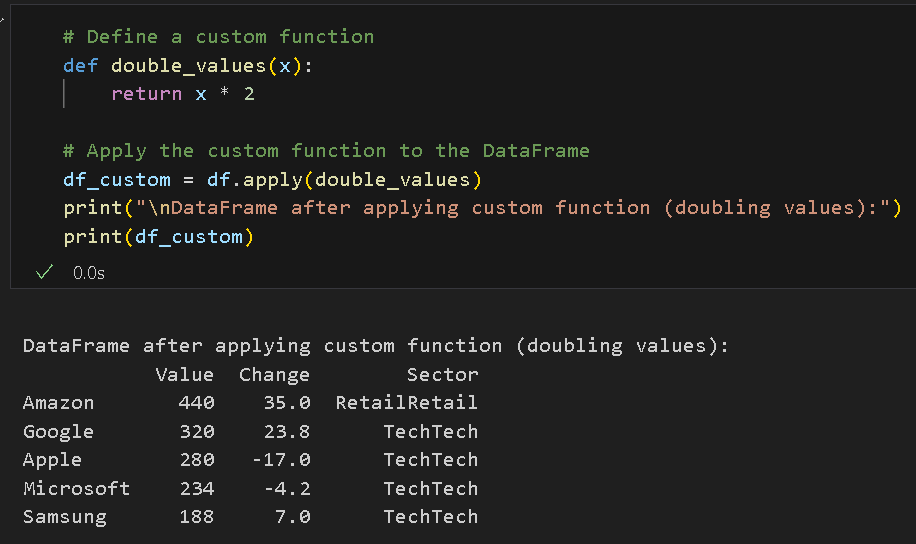 # Define a custom function
def double_values(x):
    return x * 2
# Apply the custom function to the DataFrame
df_custom = df.apply(double_values)
print("\nDataFrame after applying custom function (doubling values):")
print(df_custom)
✓ 0.0s
DataFrame after applying custom function (doubling values):
           Value  Change        Sector
Amazon       440    35.0  RetailRetail
Google       320    23.8      TechTech
Apple        280   -17.0      TechTech
Microsoft    234    -4.2      TechTech
Samsung      188     7.0      TechTech